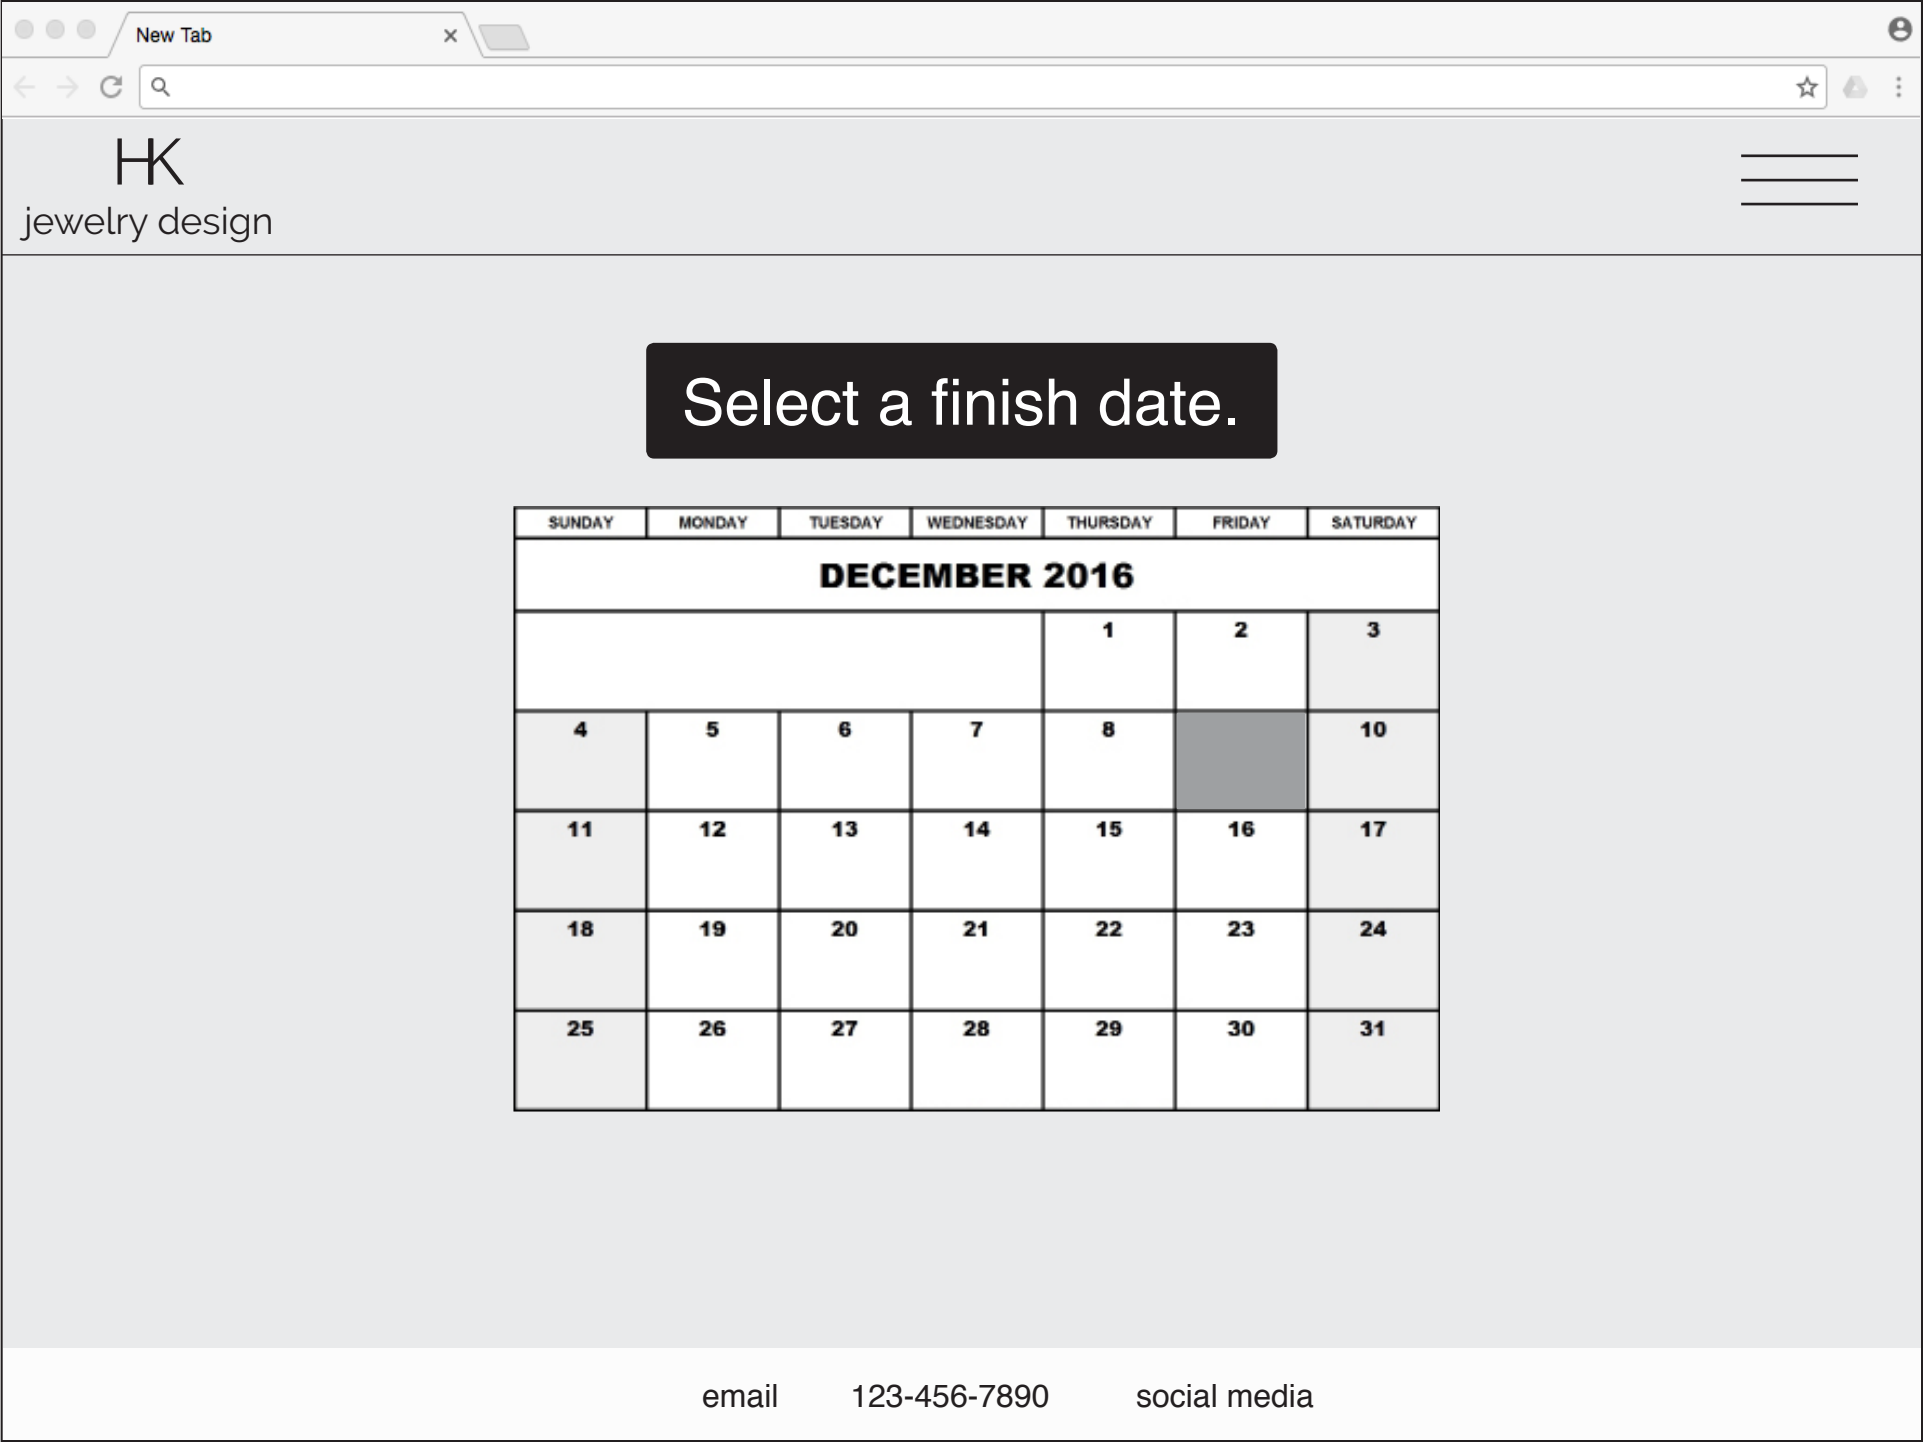 New Tab
HK
jewelry design
Select a finish date.
SUNDAY MONDAY TUESDAY WEDNESDAY THURSDAY FRIDAY SATURDAY
DECEMBER 2016
1 2 3
4 5 6 7 8 10
11 12 13 14 15 16 17
18 19 20 21 22 23 24
25 26 27 28 29 30 31
email 123-456-7890 social media